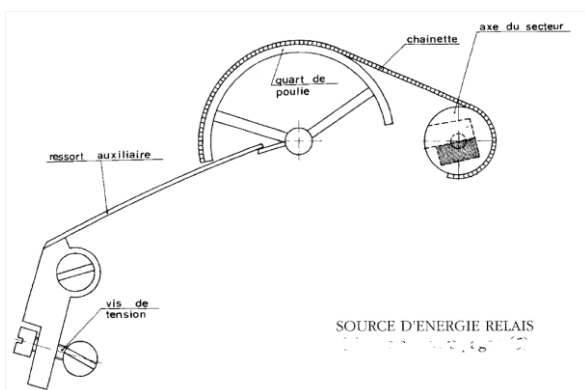 axe du secteur
chainette
quart de
poulie
ressort auxiliaire
vis de
tension
SOURCE D'ENERGIE RELAIS